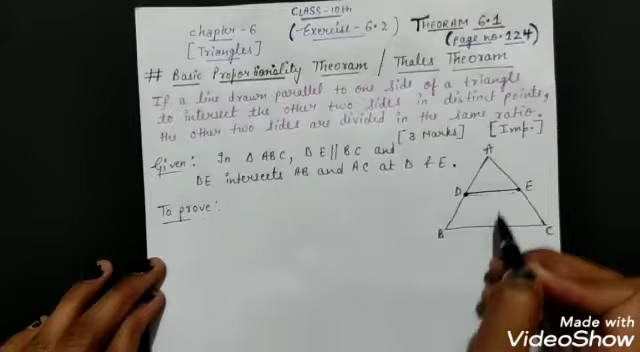 CLASS-10th
chapter-6 (-Exercise-6.2) THEORAM 6.1
[Triangles] (page no. 124)
## Basic Proportionality Theoram / Thales Theoram
If a line drawn parallel to one side of a triangle
to intersect the other two sides in distinct points,
the other two sides are divided in the same ratio.
[3 Marks] [Imp.]
Given: In Δ ABC, DE || BC and
DE intersects AB and AC at D & E.
To prove:
A
D E
B C
Made with
VideoShow